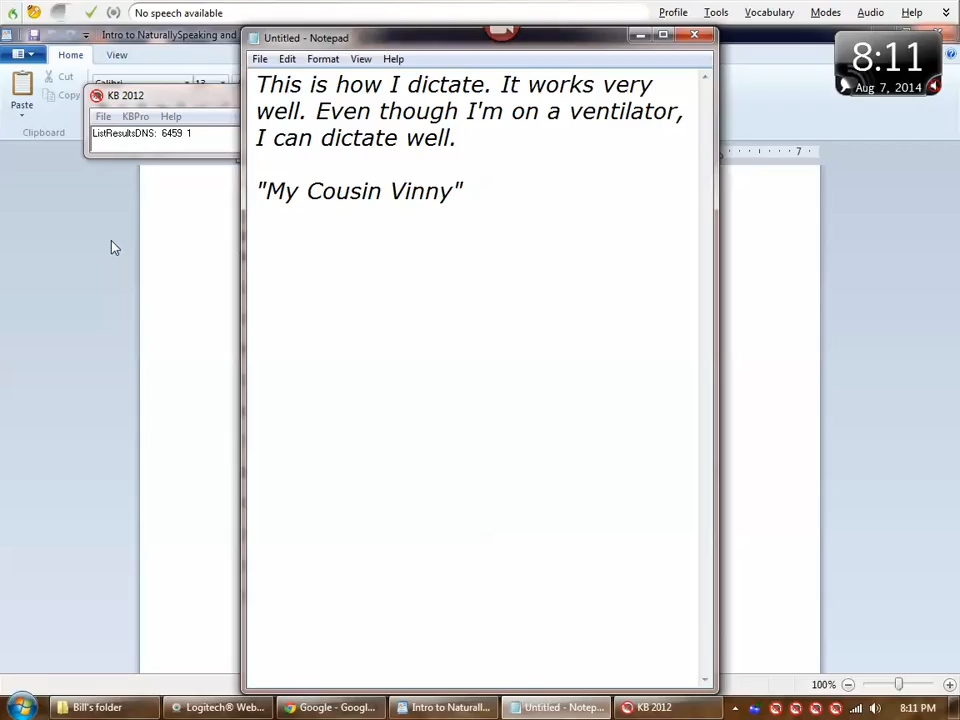 No speech available
Profile Tools Vocabulary Modes Audio Help
Intro to NaturallySpeaking and
Untitled - Notepad
Home View
File Edit Format View Help
Cut
Copy
Paste
Clipboard
KB 2012
File KBPro Help
ListResultsDNS: 6459 1
This is how I dictate. It works very
well. Even though I'm on a ventilator,
I can dictate well.
"My Cousin Vinny"
8:11
Aug 7, 2014
7
100%
Bill's folder
Logitech® Web...
Google - Googl...
Intro to Naturall...
Untitled - Notep...
KB 2012
8:11 PM